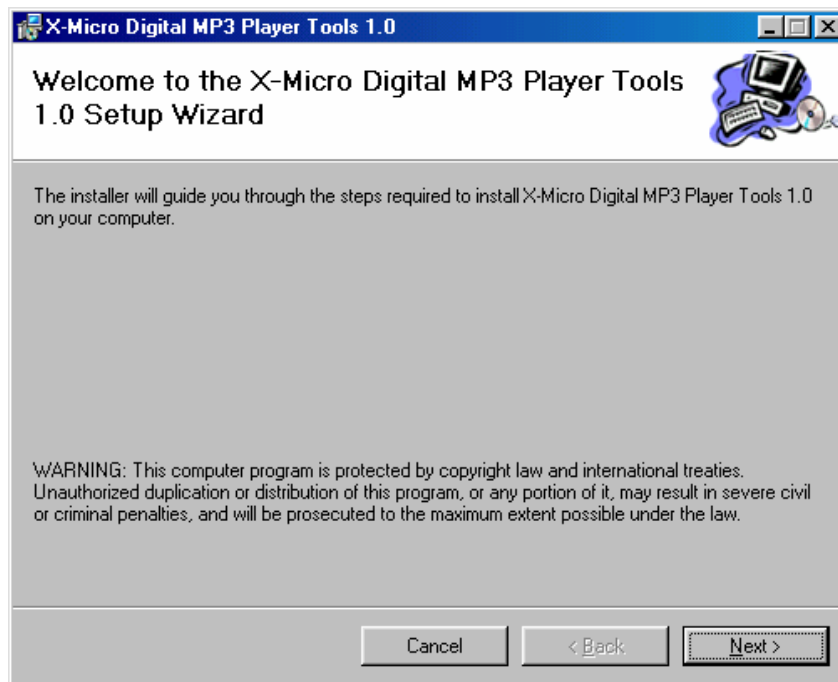 X-Micro Digital MP3 Player Tools 1.0
Welcome to the X-Micro Digital MP3 Player Tools
1.0 Setup Wizard
The installer will guide you through the steps required to install X-Micro Digital MP3 Player Tools 1.0
on your computer.
WARNING: This computer program is protected by copyright law and international treaties.
Unauthorized duplication or distribution of this program, or any portion of it, may result in severe civil
or criminal penalties, and will be prosecuted to the maximum extent possible under the law.
Cancel < Back Next >